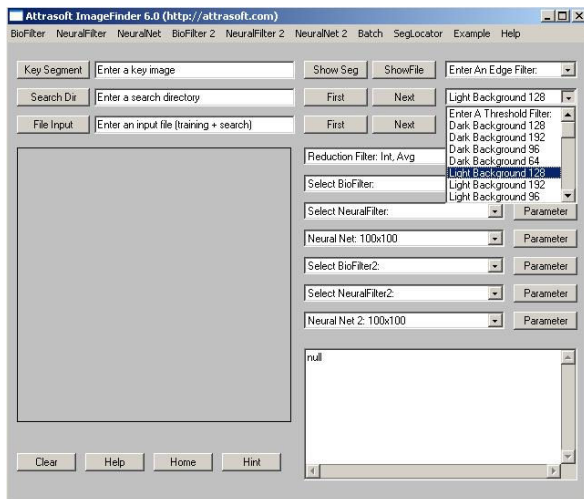 Attrasoft ImageFinder 6.0 (http://attrasoft.com)
BioFilter NeuralFilter NeuralNet BioFilter 2 NeuralFilter 2 NeuralNet 2 Batch SegLocator Example Help
Key Segment Enter a key image Show Seg ShowFile Enter An Edge Filter:
Search Dir Enter a search directory First Next Light Background 128
File Input Enter an input file (training + search) First Next
Enter A Threshold Filter:
Dark Background 128
Dark Background 192
Dark Background 96
Dark Background 64
Light Background 128
Light Background 192
Light Background 96
Reduction Filter: Int, Avg
Select BioFilter:
Select NeuralFilter: Parameter
Neural Net: 100x100 Parameter
Select BioFilter2: Parameter
Select NeuralFilter2: Parameter
Neural Net 2: 100x100 Parameter
null
Clear Help Home Hint